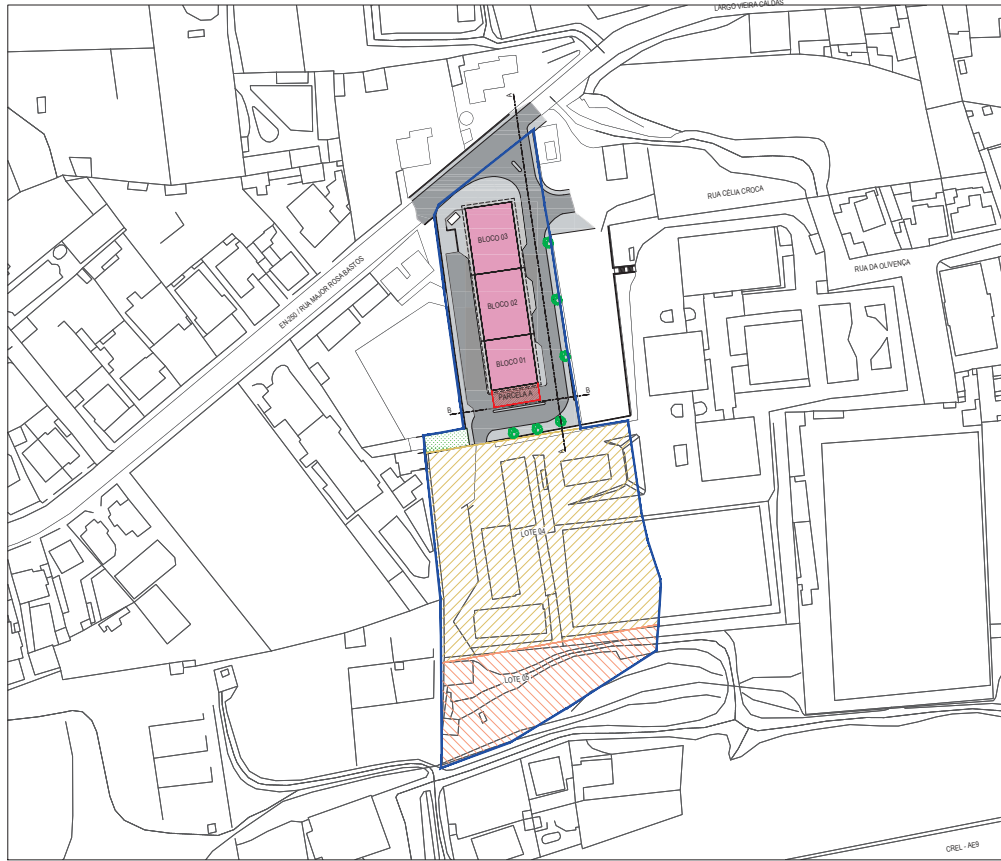 LARGO VIEIRA CALDAS
A
RUA CÉLIA CROCA
BLOCO 03
RUA DA OLIVENÇA
EN-250 / RUA MAJOR ROSA BASTOS
BLOCO 02
BLOCO 01
PARCELA A
B
B
A
LOTE 04
LOTE 05
CREL - AE9